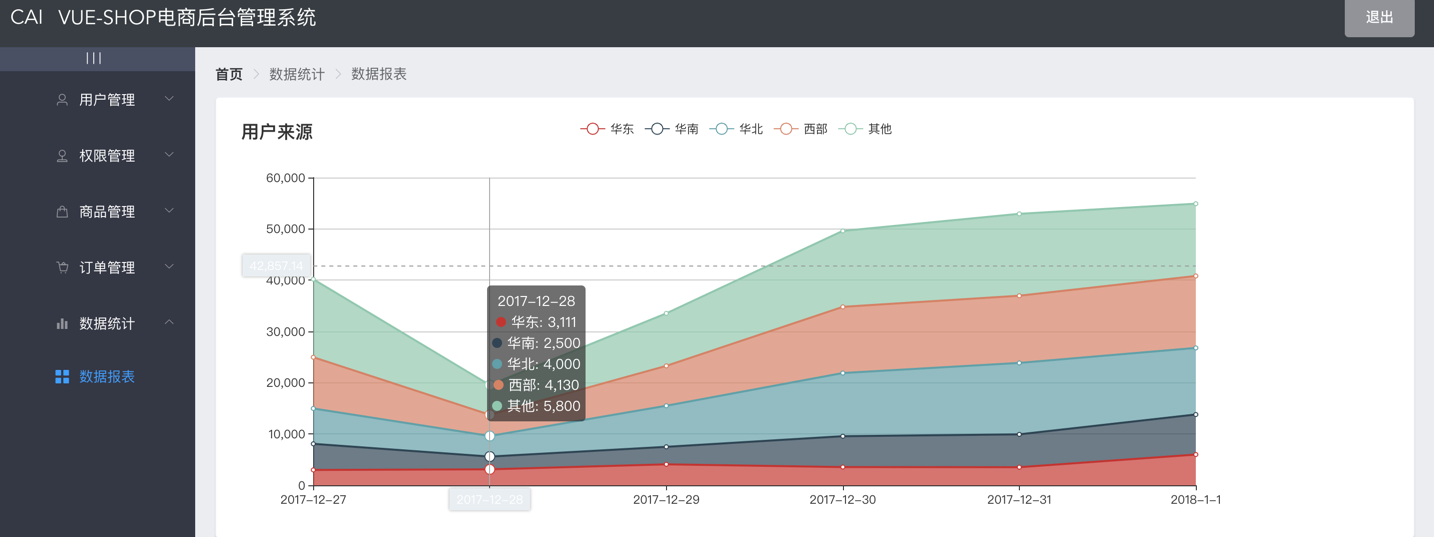 CAI VUE-SHOP电商后台管理系统
退出
用户管理
权限管理
商品管理
订单管理
数据统计
数据报表
首页 > 数据统计 > 数据报表
用户来源
华东 华南 华北 西部 其他
60,000
50,000
42,857.14
40,000
30,000
20,000
10,000
0
2017-12-28
华东: 3,111
华南: 2,500
华北: 4,000
西部: 4,130
其他: 5,800
2017-12-27 2017-12-28 2017-12-29 2017-12-30 2017-12-31 2018-1-1